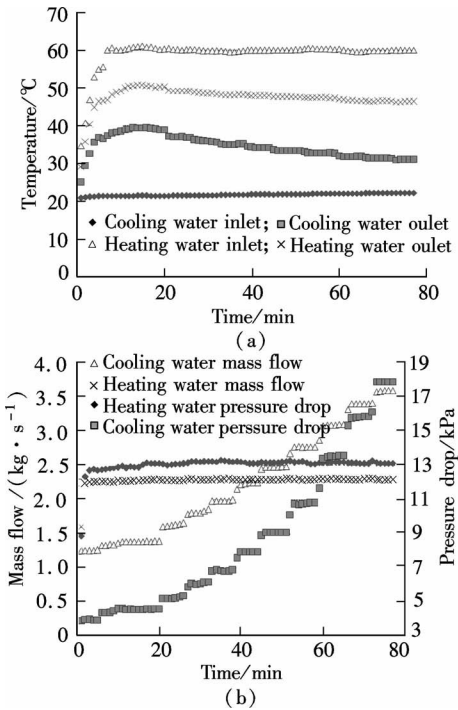 70
60
50
40
30
20
10
0
Temperature/℃
◆ Cooling water inlet; ■ Cooling water oulet
△ Heating water inlet; × Heating water oulet
0 20 40 60 80
Time/min
(a)
4.0
3.5
3.0
2.5
2.0
1.5
1.0
0.5
0
Mass flow /(kg·s⁻¹)
△ Cooling water mass flow
× Heating water mass flow
◆ Heating water pressure drop
■ Cooling water perssure drop
19
17
15
13
11
9
7
5
3
Pressure drop/kPa
0 20 40 60 80
Time/min
(b)